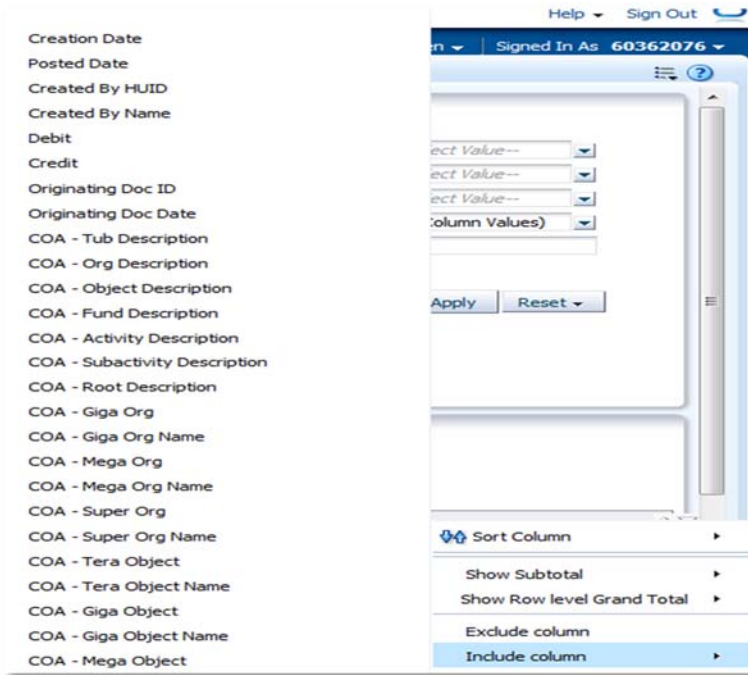 Help Sign Out
n Signed In As 60362076
Creation Date
Posted Date
Created By HUID
Created By Name
Debit
Credit
Originating Doc ID
Originating Doc Date
COA - Tub Description
COA - Org Description
COA - Object Description
COA - Fund Description
COA - Activity Description
COA - Subactivity Description
COA - Root Description
COA - Giga Org
COA - Giga Org Name
COA - Mega Org
COA - Mega Org Name
COA - Super Org
COA - Super Org Name
COA - Tera Object
COA - Tera Object Name
COA - Giga Object
COA - Giga Object Name
COA - Mega Object
ect Value--
ect Value--
ect Value--
Column Values)
Apply Reset
Sort Column
Show Subtotal
Show Row level Grand Total
Exclude column
Include column